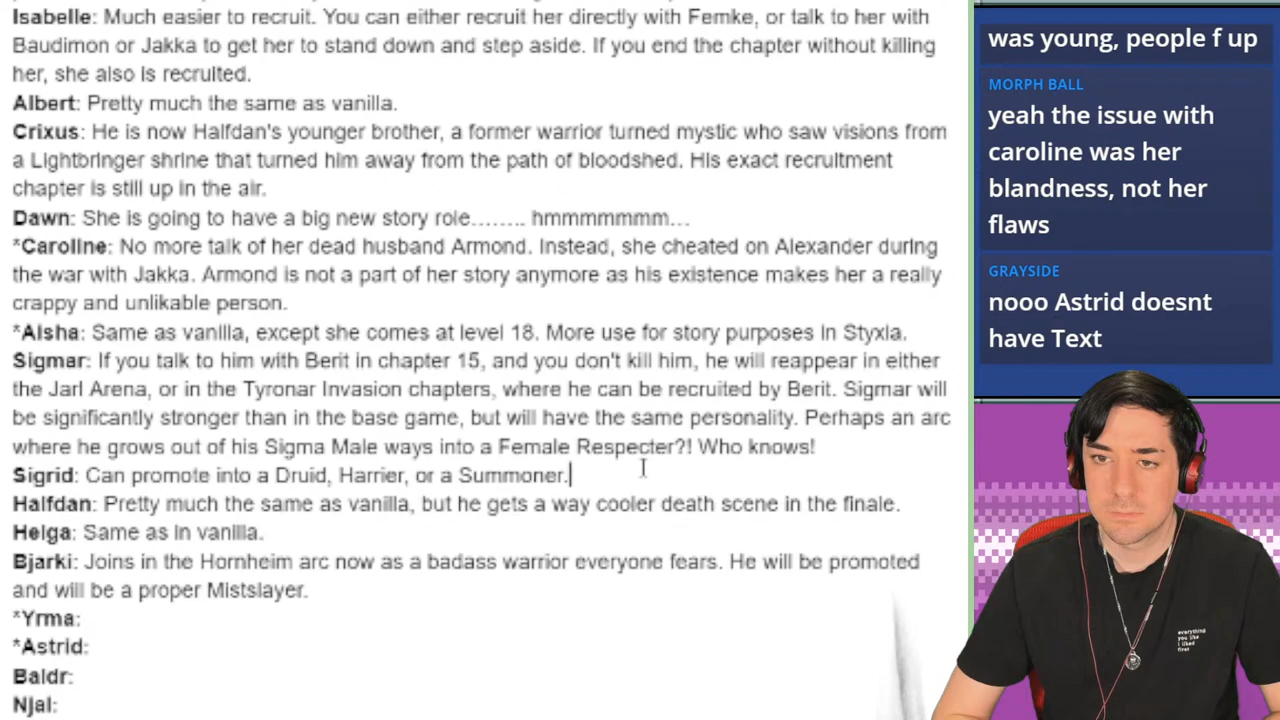 Isabelle: Much easier to recruit. You can either recruit her directly with Femke, or talk to her with
Baudimon or Jakka to get her to stand down and step aside. If you end the chapter without killing
her, she also is recruited.
Albert: Pretty much the same as vanilla.
Crixus: He is now Halfdan's younger brother, a former warrior turned mystic who saw visions from
a Lightbringer shrine that turned him away from the path of bloodshed. His exact recruitment
chapter is still up in the air.
Dawn: She is going to have a big new story role…….. hmmmmmmm…
*Caroline: No more talk of her dead husband Armond. Instead, she cheated on Alexander during
the war with Jakka. Armond is not a part of her story anymore as his existence makes her a really
crappy and unlikable person.
*Aisha: Same as vanilla, except she comes at level 18. More use for story purposes in Styxia.
Sigmar: If you talk to him with Berit in chapter 15, and you don't kill him, he will reappear in either
the Jarl Arena, or in the Tyronar Invasion chapters, where he can be recruited by Berit. Sigmar will
be significantly stronger than in the base game, but will have the same personality. Perhaps an arc
where he grows out of his Sigma Male ways into a Female Respecter?! Who knows!
Sigrid: Can promote into a Druid, Harrier, or a Summoner.
Halfdan: Pretty much the same as vanilla, but he gets a way cooler death scene in the finale.
Helga: Same as in vanilla.
Bjarki: Joins in the Hornheim arc now as a badass warrior everyone fears. He will be promoted
and will be a proper Mistslayer.
*Yrma:
*Astrid:
Baldr:
Njal:
was young, people f up
MORPH BALL
yeah the issue with
caroline was her
blandness, not her
flaws
GRAYSIDE
nooo Astrid doesnt
have Text
everything
you like
i liked
first